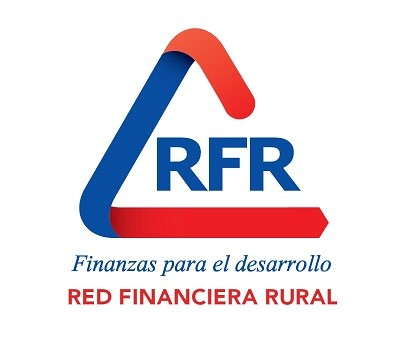 RFR
Finanzas para el desarrollo
RED FINANCIERA RURAL